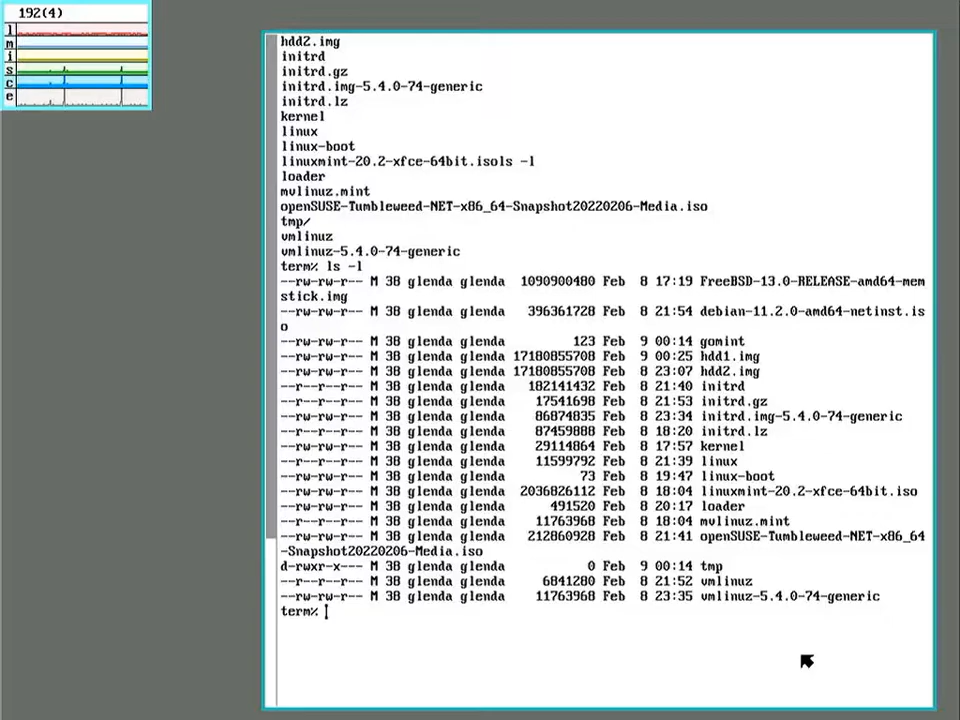 192(4)
l
m
i
s
c
e
hdd2.img
initrd
initrd.gz
initrd.img-5.4.0-74-generic
initrd.lz
kernel
linux
linux-boot
linuxmint-20.2-xfce-64bit.isols -l
loader
mvlinuz.mint
openSUSE-Tumbleweed-NET-x86_64-Snapshot20220206-Media.iso
tmp/
vmlinuz
vmlinuz-5.4.0-74-generic
term% ls -l
--rw-rw-r-- M 38 glenda glenda  1090900480 Feb  8 17:19 FreeBSD-13.0-RELEASE-amd64-mem
stick.img
--rw-rw-r-- M 38 glenda glenda   396361728 Feb  8 21:54 debian-11.2.0-amd64-netinst.is
o
--rw-rw-r-- M 38 glenda glenda         123 Feb  9 00:14 gomint
--rw-rw-r-- M 38 glenda glenda 17180855708 Feb  9 00:25 hdd1.img
--rw-rw-r-- M 38 glenda glenda 17180855708 Feb  8 23:07 hdd2.img
--rw-rw-r-- M 38 glenda glenda   182141432 Feb  8 21:40 initrd
--r--r--r-- M 38 glenda glenda    17541698 Feb  8 21:53 initrd.gz
--rw-rw-r-- M 38 glenda glenda    86874835 Feb  8 23:34 initrd.img-5.4.0-74-generic
--r--r--r-- M 38 glenda glenda    87459888 Feb  8 18:20 initrd.lz
--rw-rw-r-- M 38 glenda glenda    29114864 Feb  8 17:57 kernel
--rw-rw-r-- M 38 glenda glenda    11599792 Feb  8 21:39 linux
--rw-rw-r-- M 38 glenda glenda          73 Feb  8 19:47 linux-boot
--rw-rw-r-- M 38 glenda glenda  2036826112 Feb  8 18:04 linuxmint-20.2-xfce-64bit.iso
--rw-rw-r-- M 38 glenda glenda      491520 Feb  8 20:17 loader
--rw-rw-r-- M 38 glenda glenda    11763968 Feb  8 18:04 mvlinuz.mint
--rw-rw-r-- M 38 glenda glenda   212860928 Feb  8 21:41 openSUSE-Tumbleweed-NET-x86_64
-Snapshot20220206-Media.iso
d-rwxr-x--- M 38 glenda glenda           0 Feb  9 00:14 tmp
--r--r--r-- M 38 glenda glenda     6841280 Feb  8 21:52 vmlinuz
--rw-rw-r-- M 38 glenda glenda    11763968 Feb  8 23:35 vmlinuz-5.4.0-74-generic
term%